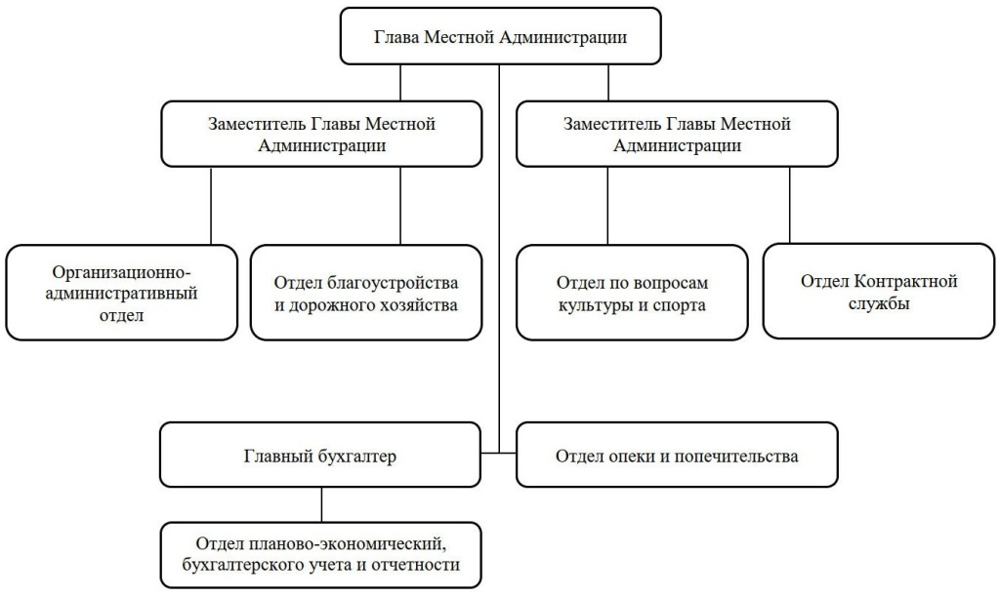 Глава Местной Администрации
Заместитель Главы Местной
Администрации
Заместитель Главы Местной
Администрации
Организационно-
административный
отдел
Отдел благоустройства
и дорожного хозяйства
Отдел по вопросам
культуры и спорта
Отдел Контрактной
службы
Главный бухгалтер
Отдел опеки и попечительства
Отдел планово-экономический,
бухгалтерского учета и отчетности